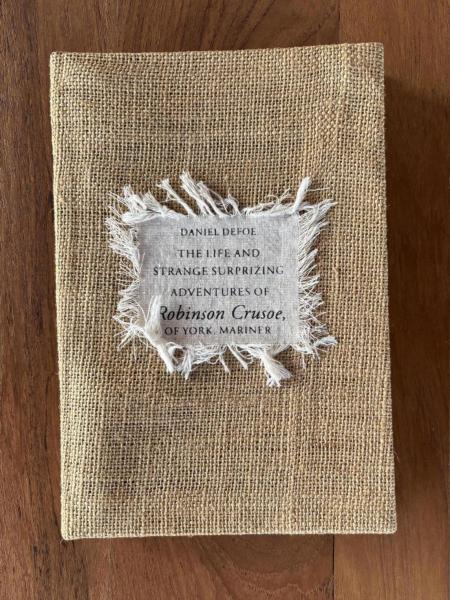 DANIEL DEFOE
THE LIFE AND
STRANGE SURPRIZING
ADVENTURES OF
Robinson Crusoe,
OF YORK, MARINER